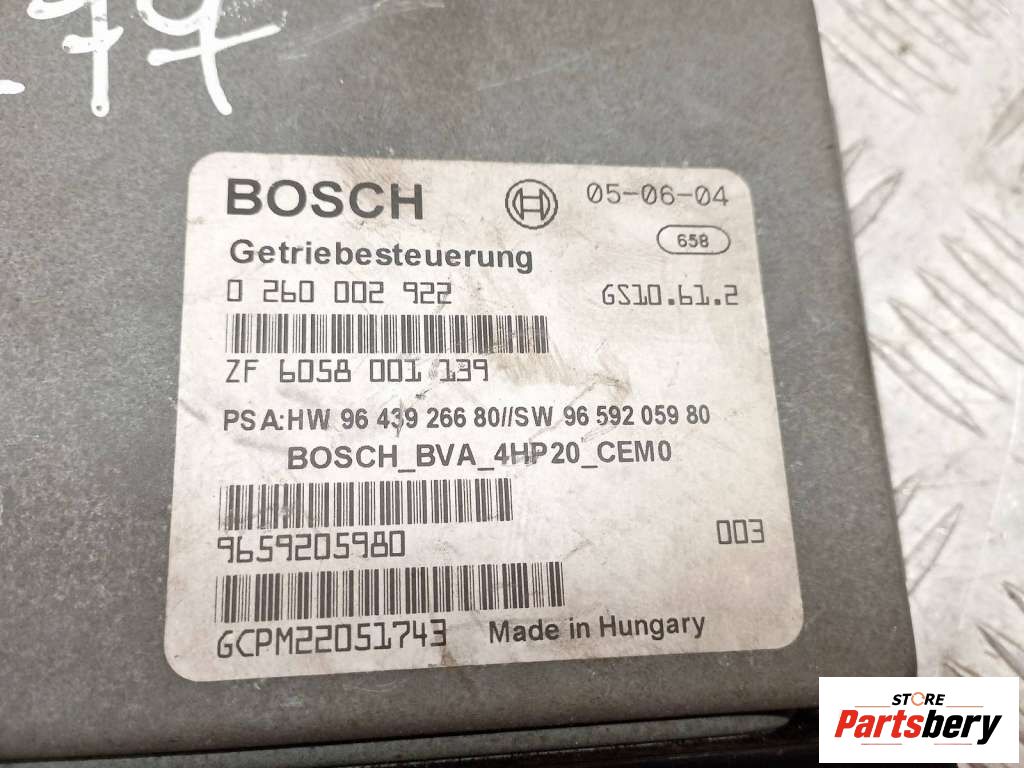 BOSCH 05-06-04
658
Getriebesteuerung
0 260 002 922 GS10.61.2
ZF 6058 001 139
PSA:HW 96 439 266 80//SW 96 592 059 80
BOSCH_BVA_4HP20_CEM0
9659205980 003
GCPM22051743 Made in Hungary
STORE
Partsbery